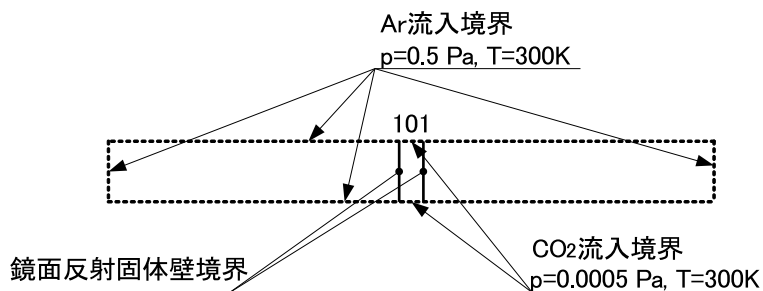 Ar流入境界
p=0.5 Pa, T=300K
101
鏡面反射固体壁境界
CO2流入境界
p=0.0005 Pa, T=300K